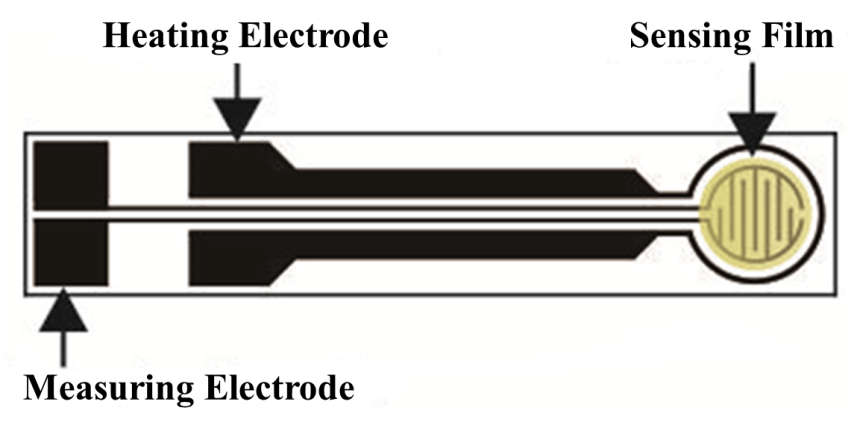 Heating Electrode
Sensing Film
Measuring Electrode